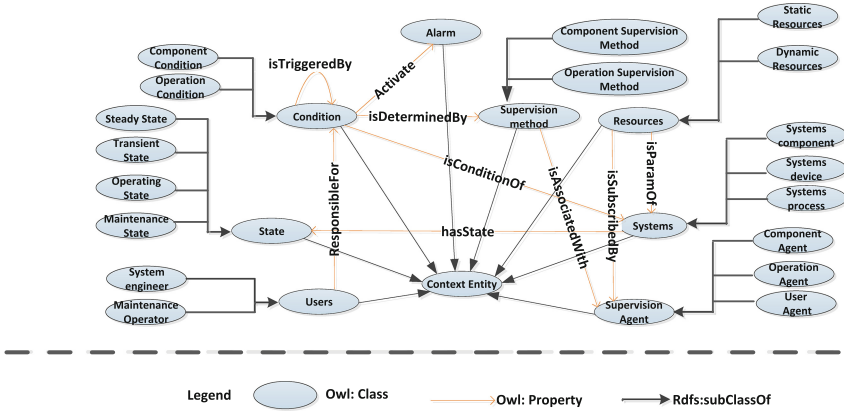 Static
Resources
Alarm
Component Supervision
Method
Component
Condition
isTriggeredBy
Dynamic
Resources
Activate
Operation Supervision
Method
Operation
Condition
Steady State
Condition
isDeterminedBy
Supervision
method
Resources
Systems
component
Transient
State
isConditionOf
isAssociatedWith
isSubscribedBy
isParamOf
Systems
device
Operating
State
ResponsibleFor
Systems
process
Maintenance
State
State
hasState
Systems
Component
Agent
System
engineer
Context Entity
Operation
Agent
Maintenance
Operator
Users
Supervision
Agent
User
Agent
Legend
Owl: Class
Owl: Property
Rdfs:subClassOf